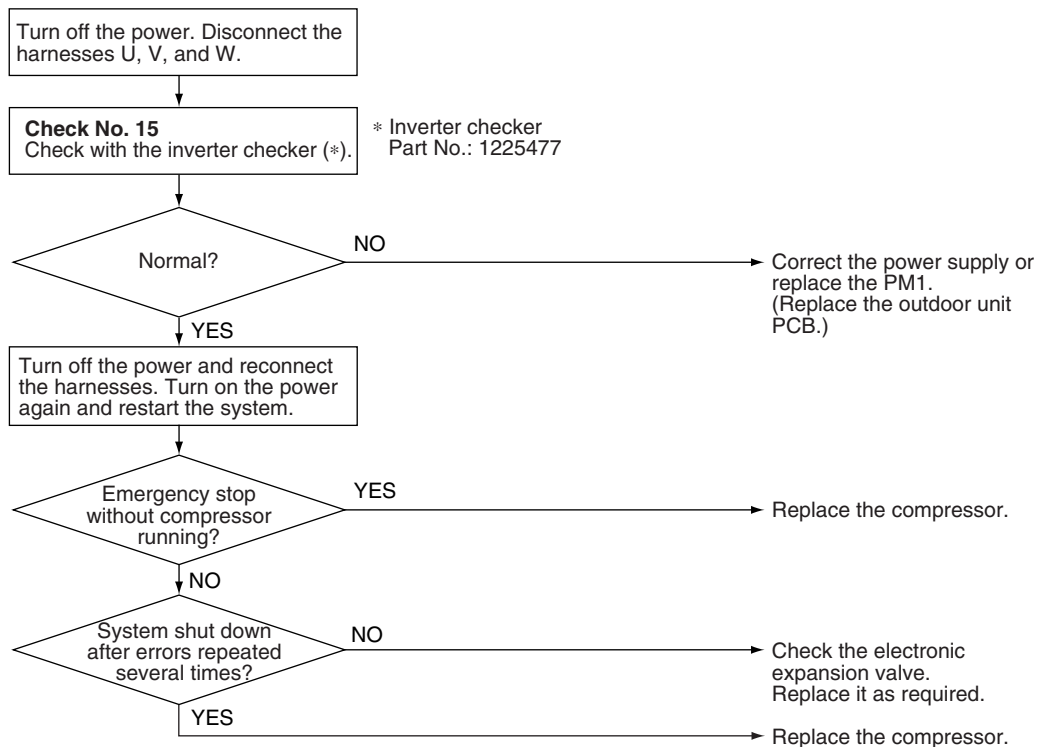 Turn off the power. Disconnect the
harnesses U, V, and W.
Check No. 15
Check with the inverter checker (*).
* Inverter checker
Part No.: 1225477
Normal?
NO
Correct the power supply or
replace the PM1.
(Replace the outdoor unit
PCB.)
YES
Turn off the power and reconnect
the harnesses. Turn on the power
again and restart the system.
Emergency stop
without compressor
running?
YES
Replace the compressor.
NO
System shut down
after errors repeated
several times?
NO
Check the electronic
expansion valve.
Replace it as required.
YES
Replace the compressor.